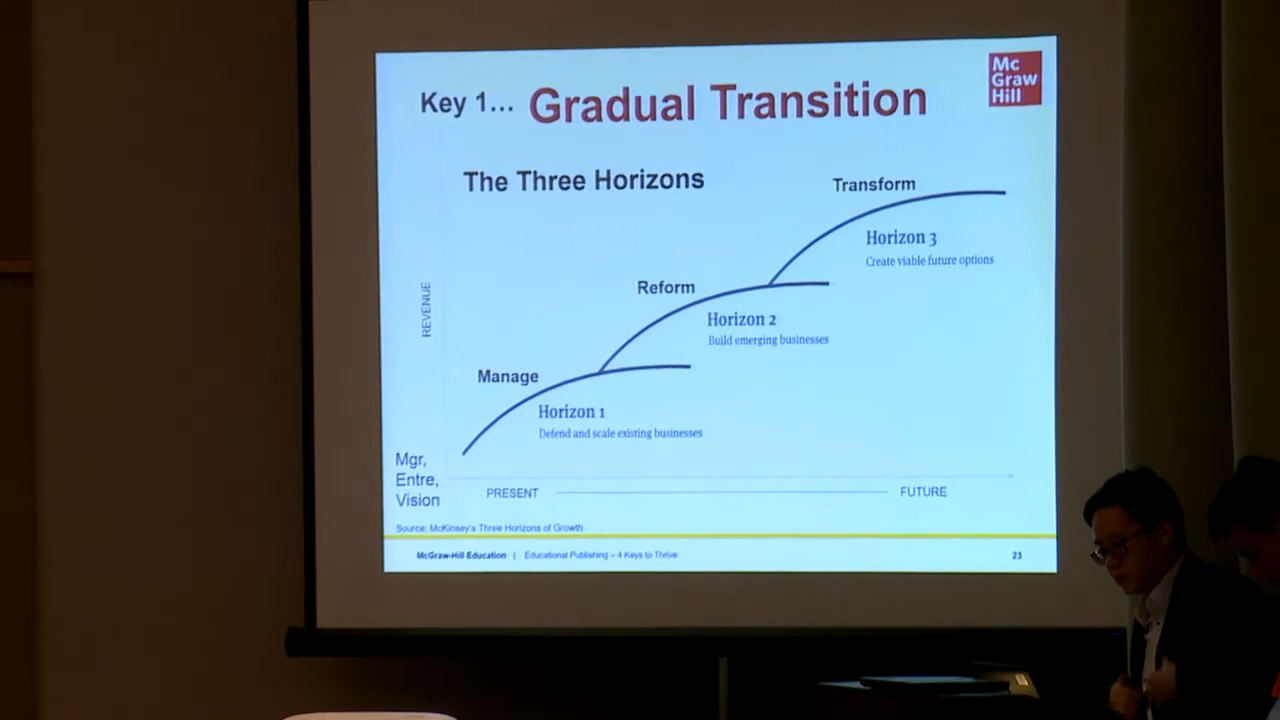 Key 1... Gradual Transition
Mc
Graw
Hill
The Three Horizons
Transform
Horizon 3
Create viable future options
Reform
Horizon 2
Build emerging businesses
REVENUE
Manage
Horizon 1
Defend and scale existing businesses
Mgr,
Entre,
Vision
PRESENT
FUTURE
Source: McKinsey's Three Horizons of Growth
McGraw-Hill Education | Educational Publishing – 4 Keys to Thrive
23